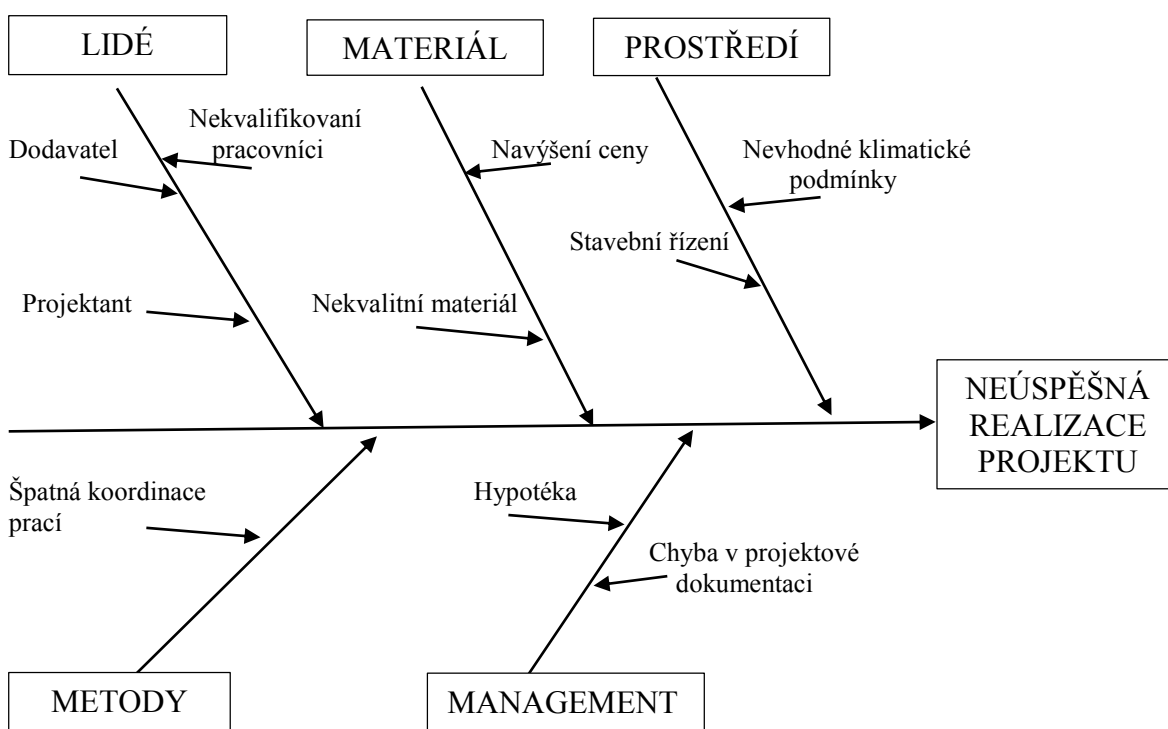 LIDÉ
MATERIÁL
PROSTŘEDÍ
Nekvalifikovaní
pracovníci
Dodavatel
Projektant
Navýšení ceny
Nekvalitní materiál
Nevhodné klimatické
podmínky
Stavební řízení
NEÚSPĚŠNÁ
REALIZACE
PROJEKTU
Špatná koordinace
prací
Hypotéka
Chyba v projektové
dokumentaci
METODY
MANAGEMENT